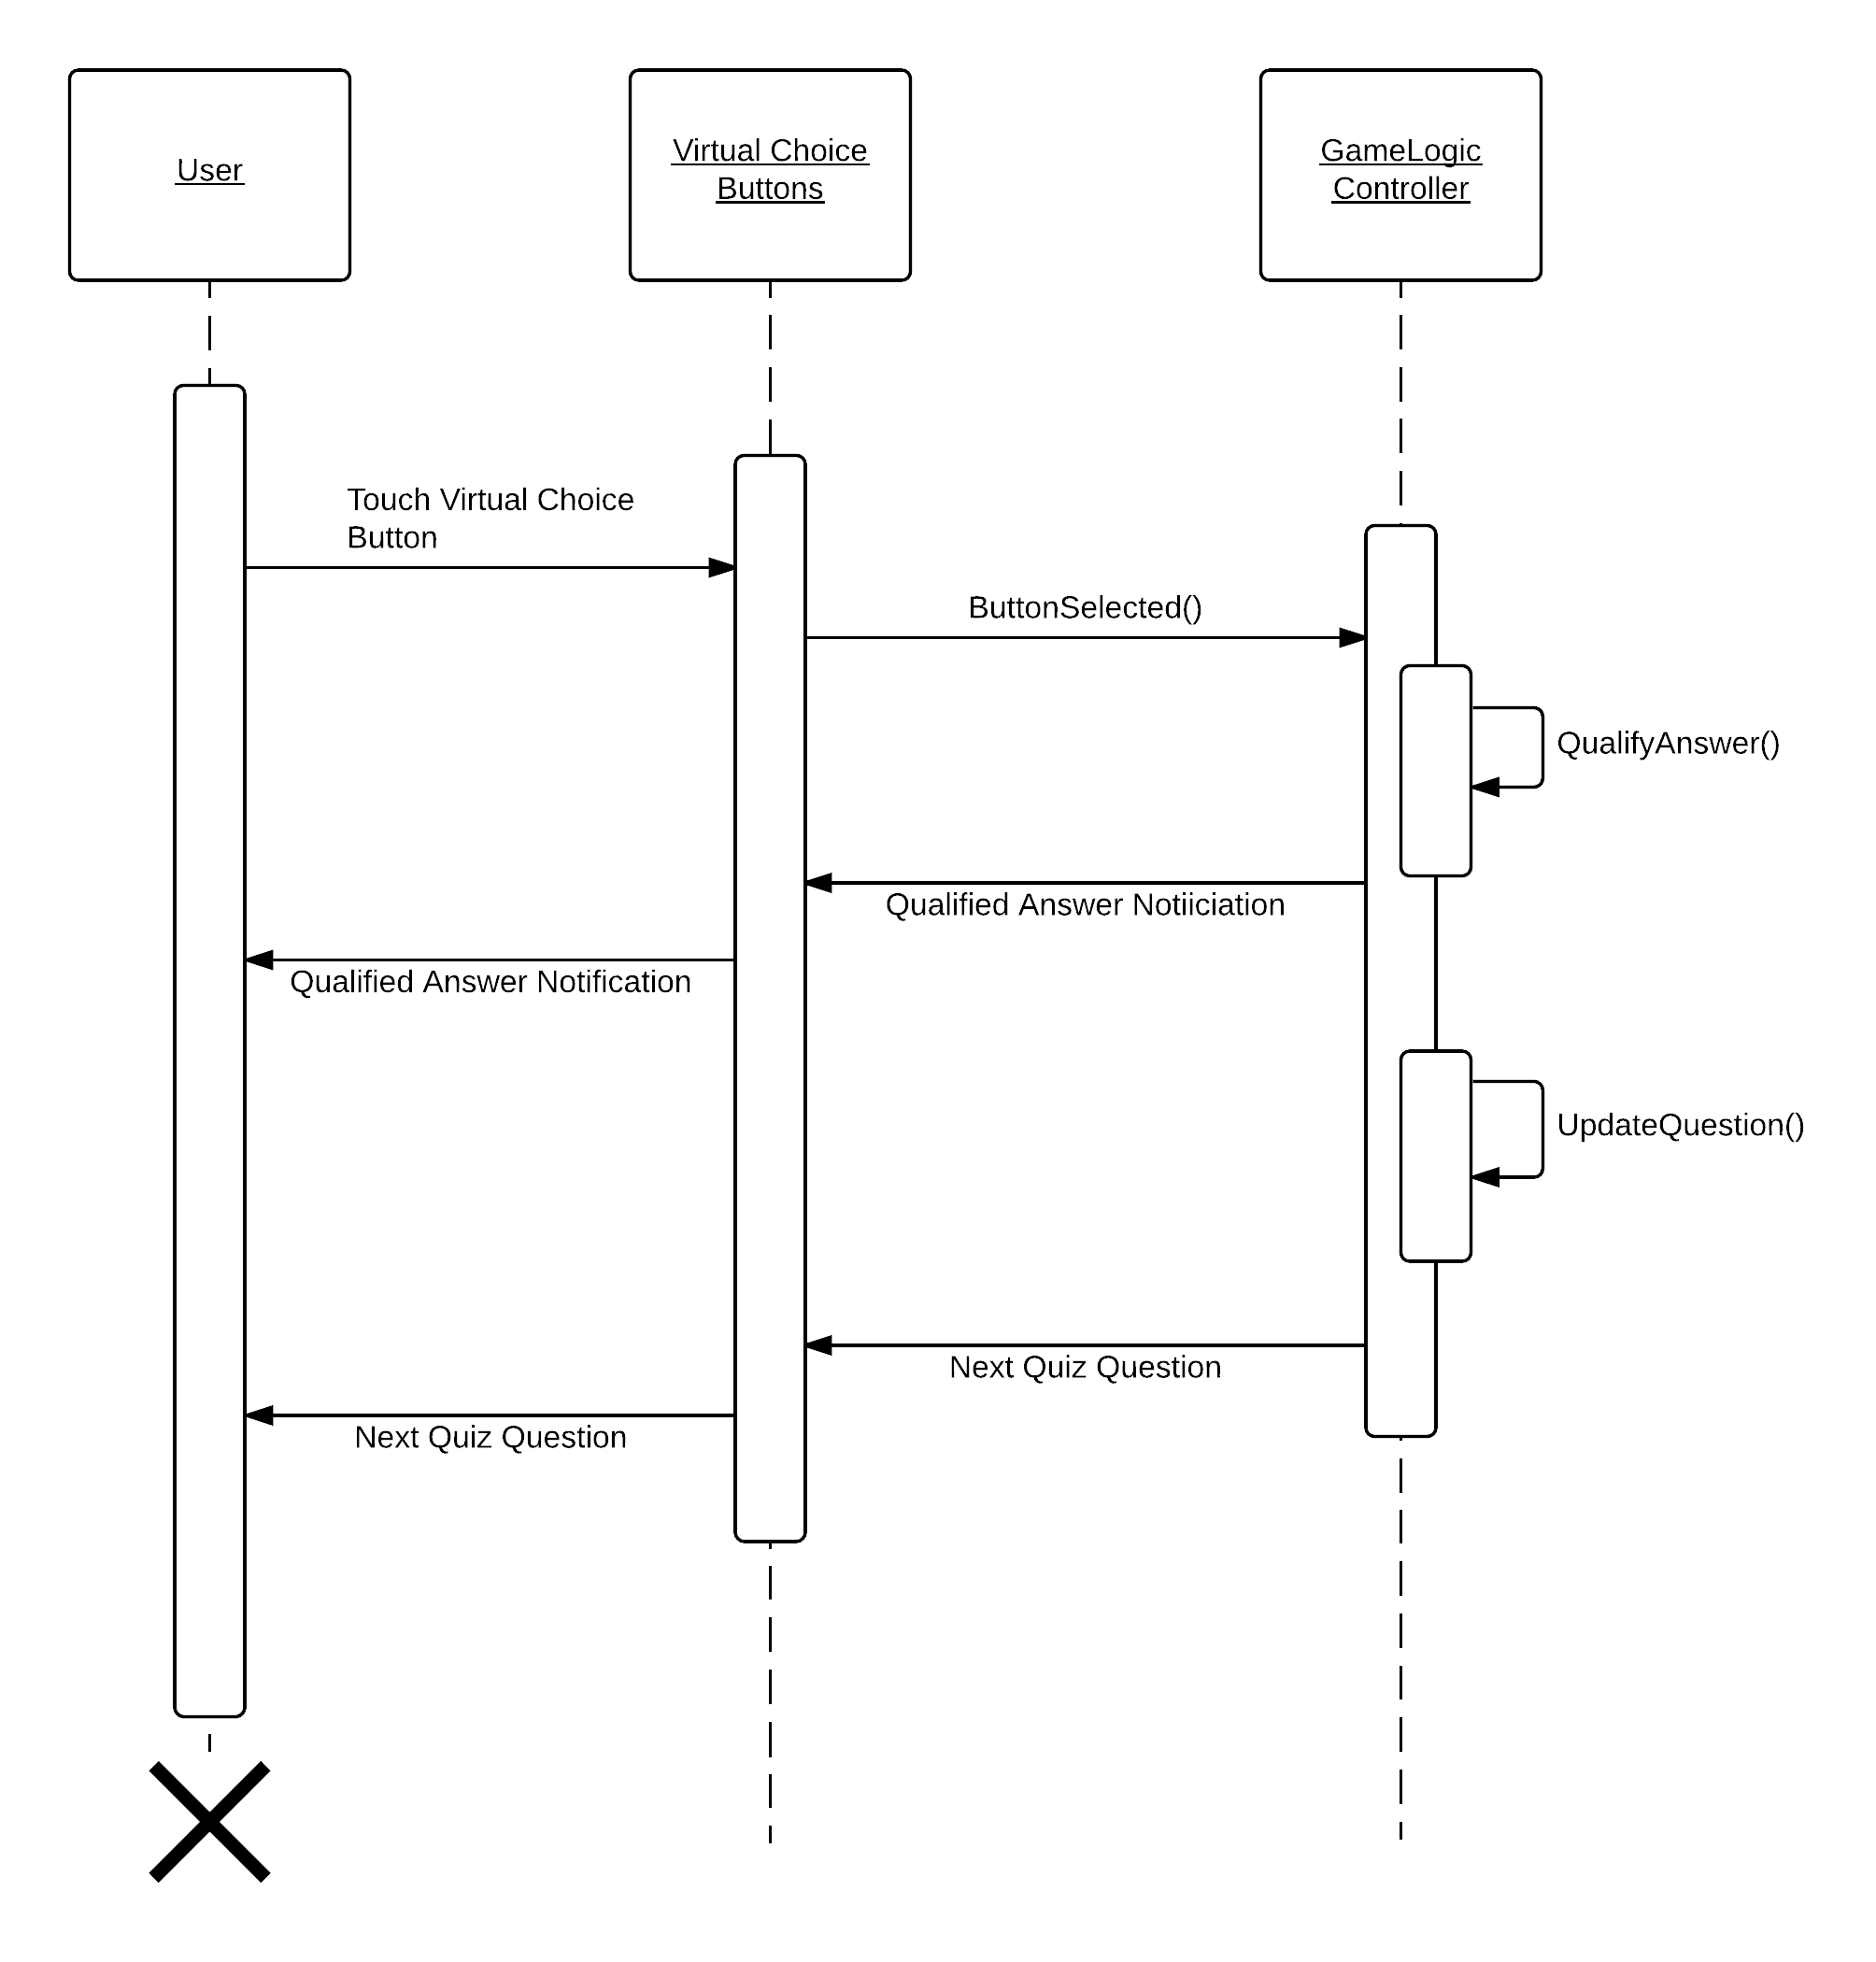 User
Virtual Choice
Buttons
GameLogic
Controller
Touch Virtual Choice
Button
ButtonSelected()
QualifyAnswer()
Qualified Answer Notiiciation
Qualified Answer Notification
UpdateQuestion()
Next Quiz Question
Next Quiz Question